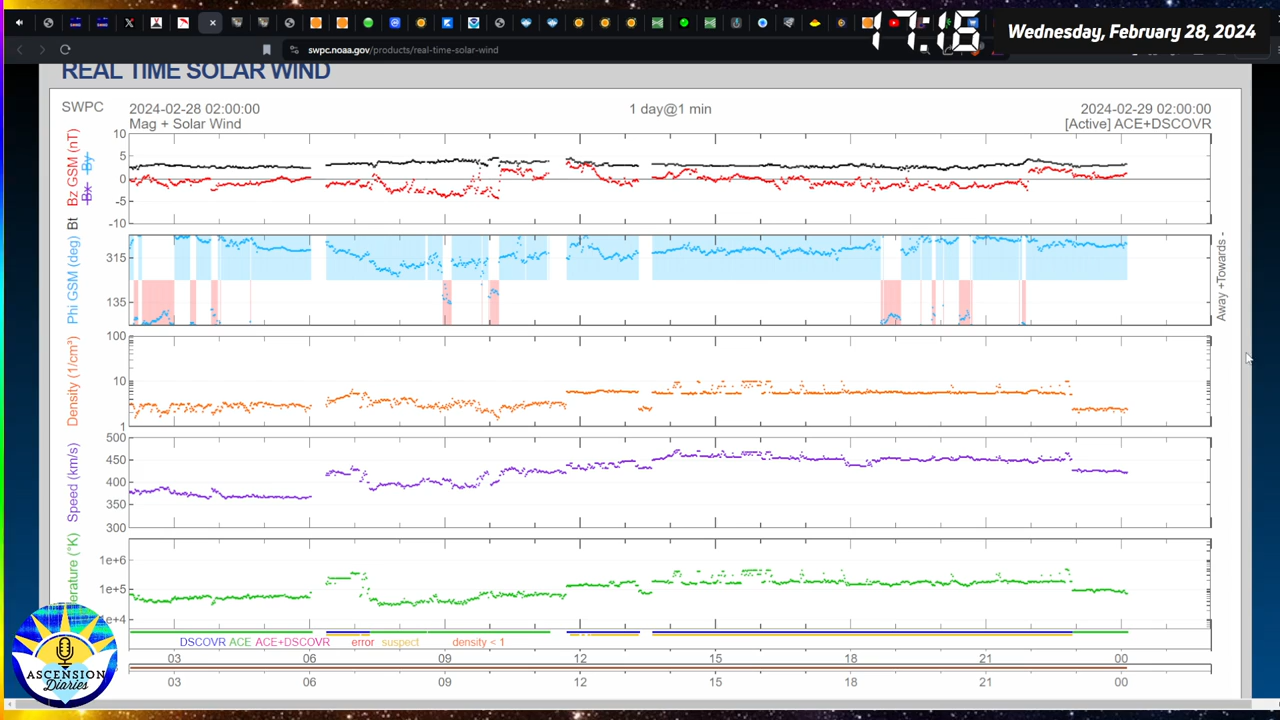 17:16
Wednesday, February 28, 2024
swpc.noaa.gov/products/real-time-solar-wind
REAL TIME SOLAR WIND
SWPC
2024-02-28 02:00:00
1 day@1 min
2024-02-29 02:00:00
Mag + Solar Wind
[Active] ACE+DSCOVR
Bt Bz GSM (nT)
Bx By
10
5
0
-5
-10
Phi GSM (deg)
315
135
Away +Towards -
Density (1/cm³)
100
10
1
Speed (km/s)
500
450
400
350
300
erature (°K)
1e+6
1e+5
1e+4
DSCOVR ACE ACE+DSCOVR error suspect density < 1
03 06 09 12 15 18 21 00
03 06 09 12 15 18 21 00
ASCENSION
Diaries